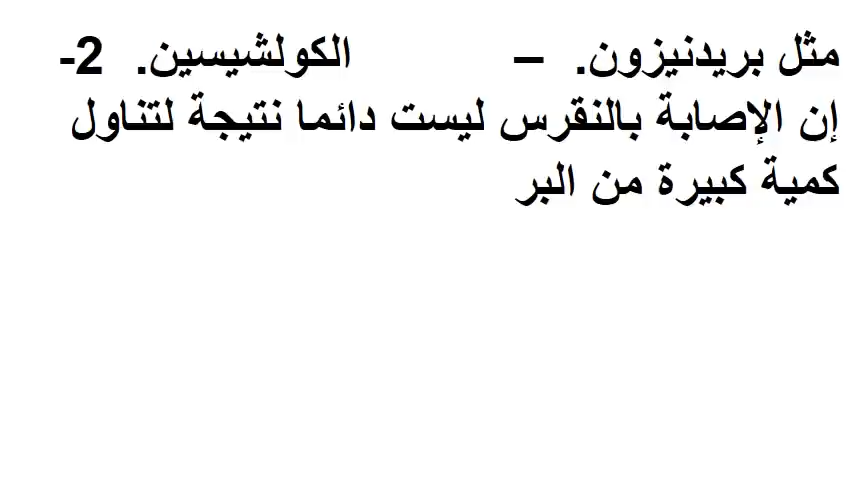 مثل بريدنيزون. – الكولشيسين. 2-
إن الإصابة بالنقرس ليست دائما نتيجة لتناول
كمية كبيرة من البر